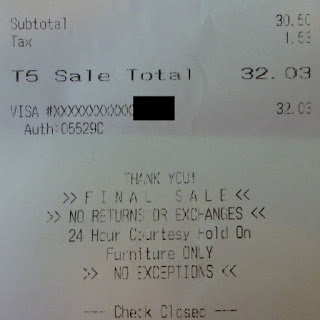 Subtotal 30.50
Tax 1.53
T5 Sale Total 32.03
VISA #XXXXXXXXXXXX 32.03
Auth:05529C
THANK YOU!
>> F I N A L   S A L E <<
>> NO RETURNS OR EXCHANGES <<
24 Hour Courtesy Hold On
Furniture ONLY
>> NO EXCEPTIONS <<
--- Check Closed ---